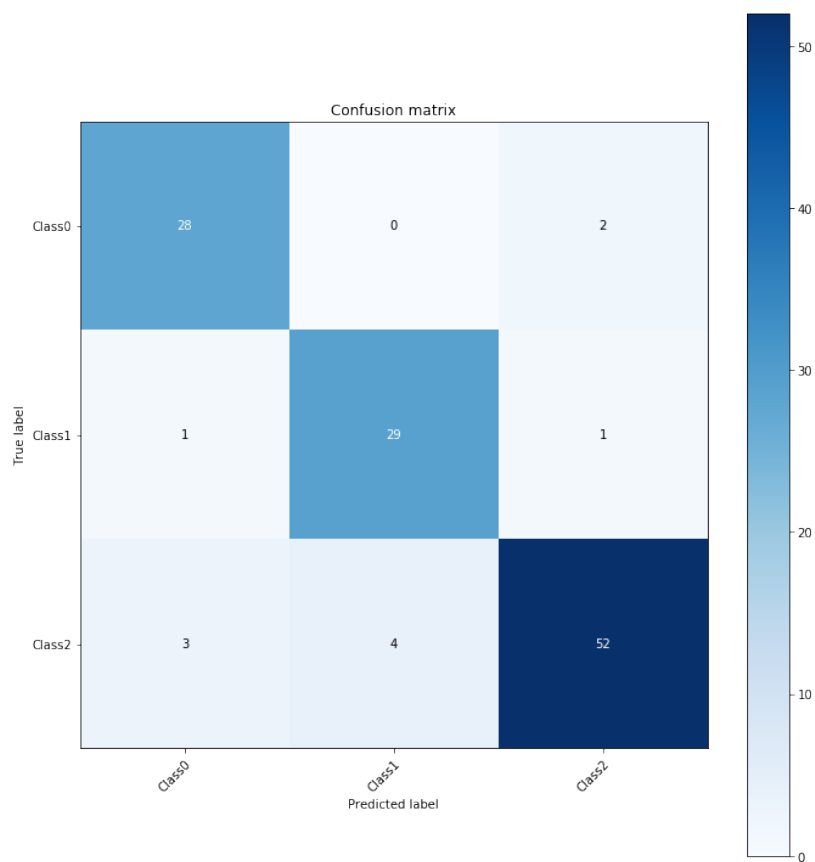 Confusion matrix
50
40
30
20
10
0
True label
Class0
28
0
2
Class1
1
29
1
Class2
3
4
52
Class0
Class1
Class2
Predicted label